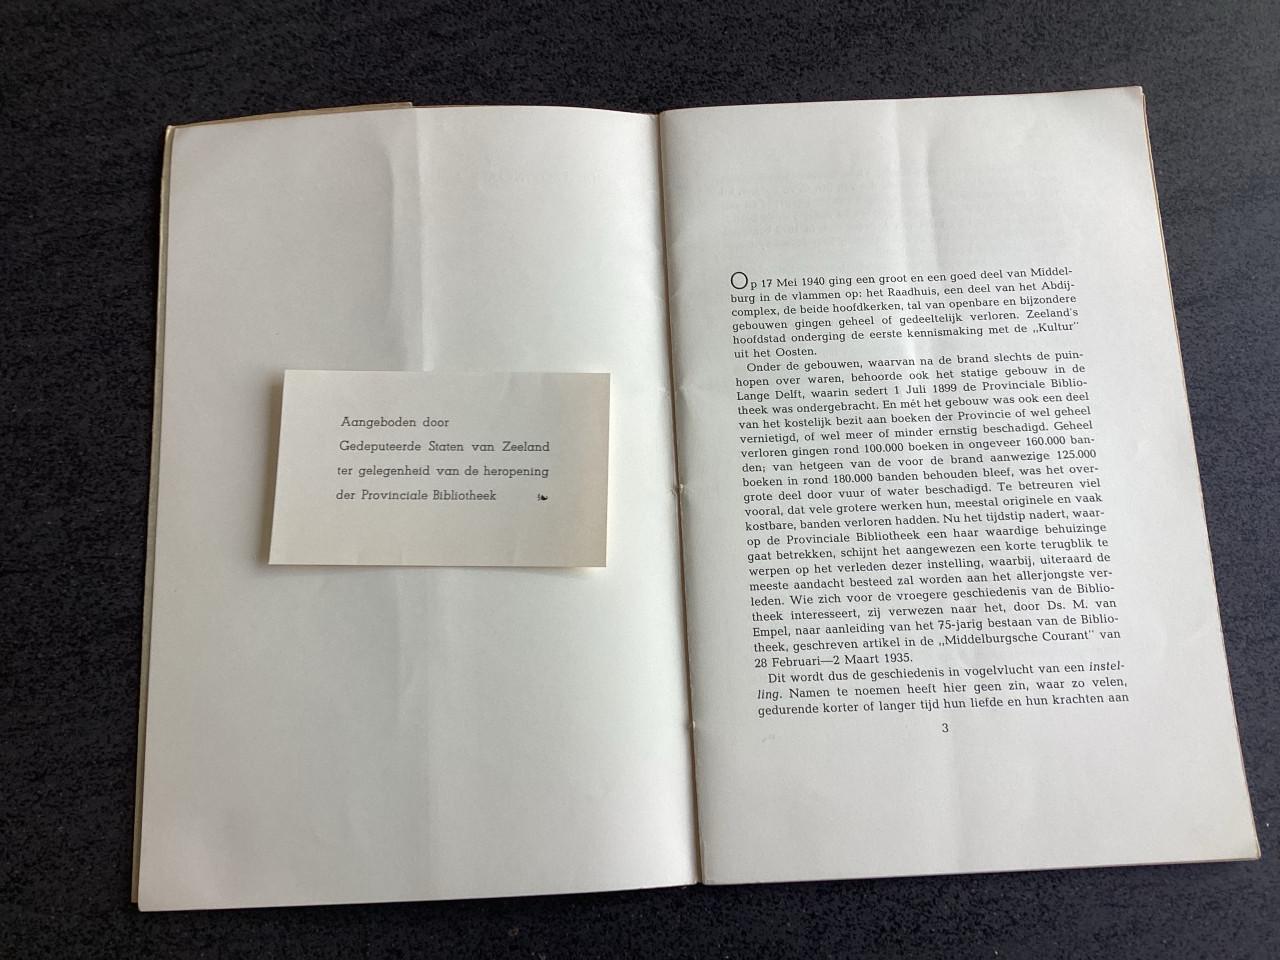 Aangeboden door
Gedeputeerde Staten van Zeeland
ter gelegenheid van de heropening
der Provinciale Bibliotheek
Op 17 Mei 1940 ging een groot en een goed deel van Middel-
burg in de vlammen op: het Raadhuis, een deel van het Abdij-
complex, de beide hoofdkerken, tal van openbare en bijzondere
gebouwen gingen geheel of gedeeltelijk verloren. Zeeland's
hoofdstad onderging de eerste kennismaking met de „Kultur"
uit het Oosten.
Onder de gebouwen, waarvan na de brand slechts de puin-
hopen over waren, behoorde ook het statige gebouw in de
Lange Delft, waarin sedert 1 Juli 1899 de Provinciale Biblio-
theek was ondergebracht. En mét het gebouw was ook een deel
van het kostelijk bezit aan boeken der Provincie of wel geheel
vernietigd, of wel meer of minder ernstig beschadigd. Geheel
verloren gingen rond 100.000 boeken in ongeveer 160.000 ban-
den; van hetgeen van de voor de brand aanwezige 125.000
boeken in rond 180.000 banden behouden bleef, was het over-
grote deel door vuur of water beschadigd. Te betreuren viel
vooral, dat vele grotere werken hun, meestal originele en vaak
kostbare, banden verloren hadden. Nu het tijdstip nadert, waar-
op de Provinciale Bibliotheek een haar waardige behuizinge
gaat betrekken, schijnt het aangewezen een korte terugblik te
werpen op het verleden dezer instelling, waarbij, uiteraard de
meeste aandacht besteed zal worden aan het allerjongste ver-
leden. Wie zich voor de vroegere geschiedenis van de Biblio-
theek interesseert, zij verwezen naar het, door Ds. M. van
Empel, naar aanleiding van het 75-jarig bestaan van de Biblio-
theek, geschreven artikel in de „Middelburgsche Courant" van
28 Februari—2 Maart 1935.
Dit wordt dus de geschiedenis in vogelvlucht van een instel-
ling. Namen te noemen heeft hier geen zin, waar zo velen,
gedurende korter of langer tijd hun liefde en hun krachten aan
3